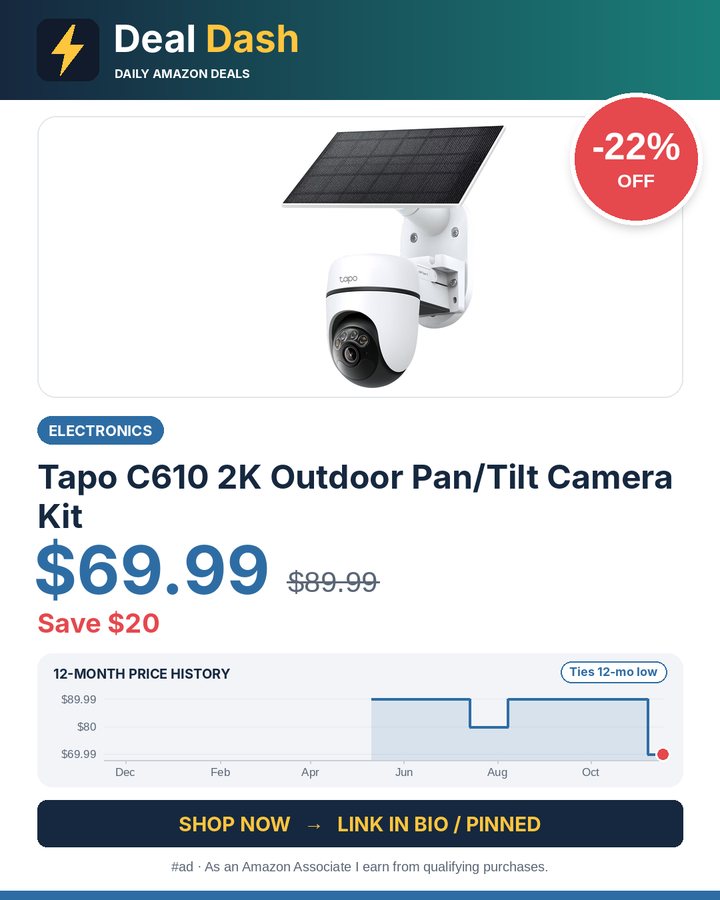 Deal Dash
DAILY AMAZON DEALS
-22%
OFF
tapo
ELECTRONICS
Tapo C610 2K Outdoor Pan/Tilt Camera
Kit
$69.99 $89.99
Save $20
12-MONTH PRICE HISTORY
Ties 12-mo low
$89.99
$80
$69.99
Dec Feb Apr Jun Aug Oct
SHOP NOW → LINK IN BIO / PINNED
#ad · As an Amazon Associate I earn from qualifying purchases.